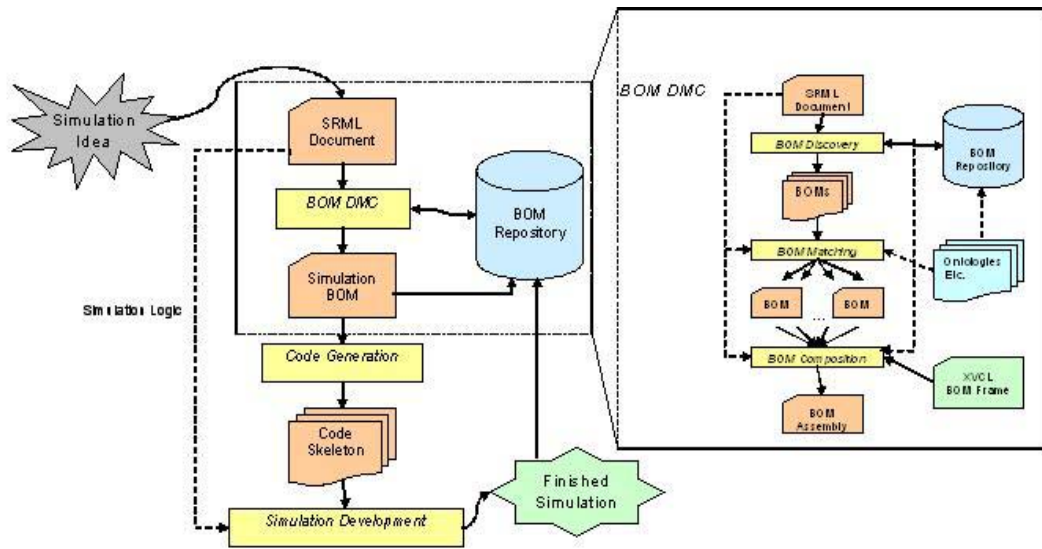 Simulation
Idea
SRML
Document
BOM DMC
BOM
Repository
Simulation
BOM
Simulation Logic
Code Generation
Code
Skeleton
Finished
Simulation
Simulation Development
BOM DMC
SRML
Document
BOM Discovery
BOM
Repository
BOMs
BOM Matching
Ontologies
Etc.
BOM
...
BOM
BOM Composition
XVCL
BOM Frame
BOM
Assembly